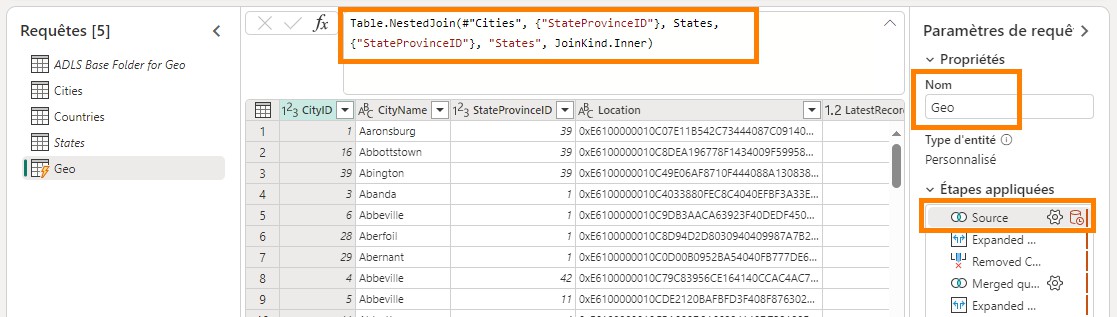 Requêtes [5]
ADLS Base Folder for Geo
Cities
Countries
States
Geo
fx
Table.NestedJoin(#"Cities", {"StateProvinceID"}, States,
{"StateProvinceID"}, "States", JoinKind.Inner)
1²3 CityID ABC CityName 1²3 StateProvinceID ABC Location 1.2 LatestRecor
1 1 Aaronsburg 39 0xE6100000010C07E11B542C73444087C09140...
2 16 Abbottstown 39 0xE6100000010C8DEA196778F1434009F59958...
3 39 Abington 39 0xE6100000010C49E06AF8710F444088A130838...
4 3 Abanda 1 0xE6100000010C4033880FEC8C4040EFBF3A33E...
5 6 Abbeville 1 0xE6100000010C9DB3AACA63923F40DEDF450...
6 28 Aberfoil 1 0xE6100000010C8D94D2D8030940409987A7B2...
7 29 Abernant 1 0xE6100000010C0D00B0952BA54040FB777DE6...
8 4 Abbeville 42 0xE6100000010C79C83956CE164140CCAC4AC7...
9 5 Abbeville 11 0xE6100000010CDE2120BAFBFD3F408F876302...
Paramètres de requêt
Propriétés
Nom
Geo
Type d'entité
Personnalisé
Étapes appliquées
Source
Expanded ...
Removed C...
Merged qu...
Expanded ...